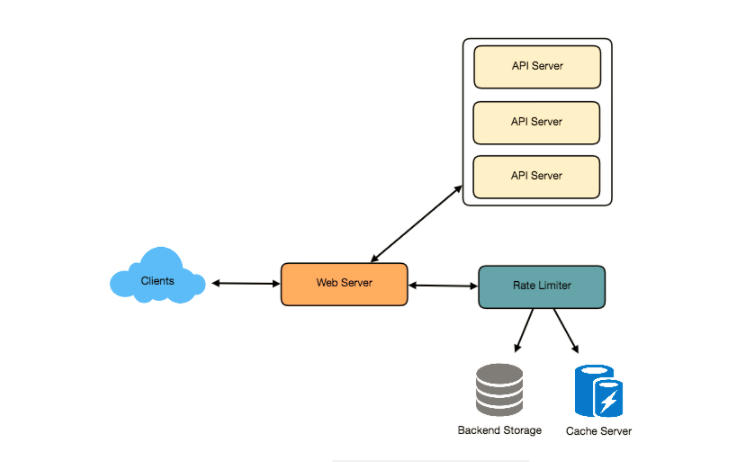 API Server
API Server
API Server
Clients
Web Server
Rate Limiter
Backend Storage
Cache Server